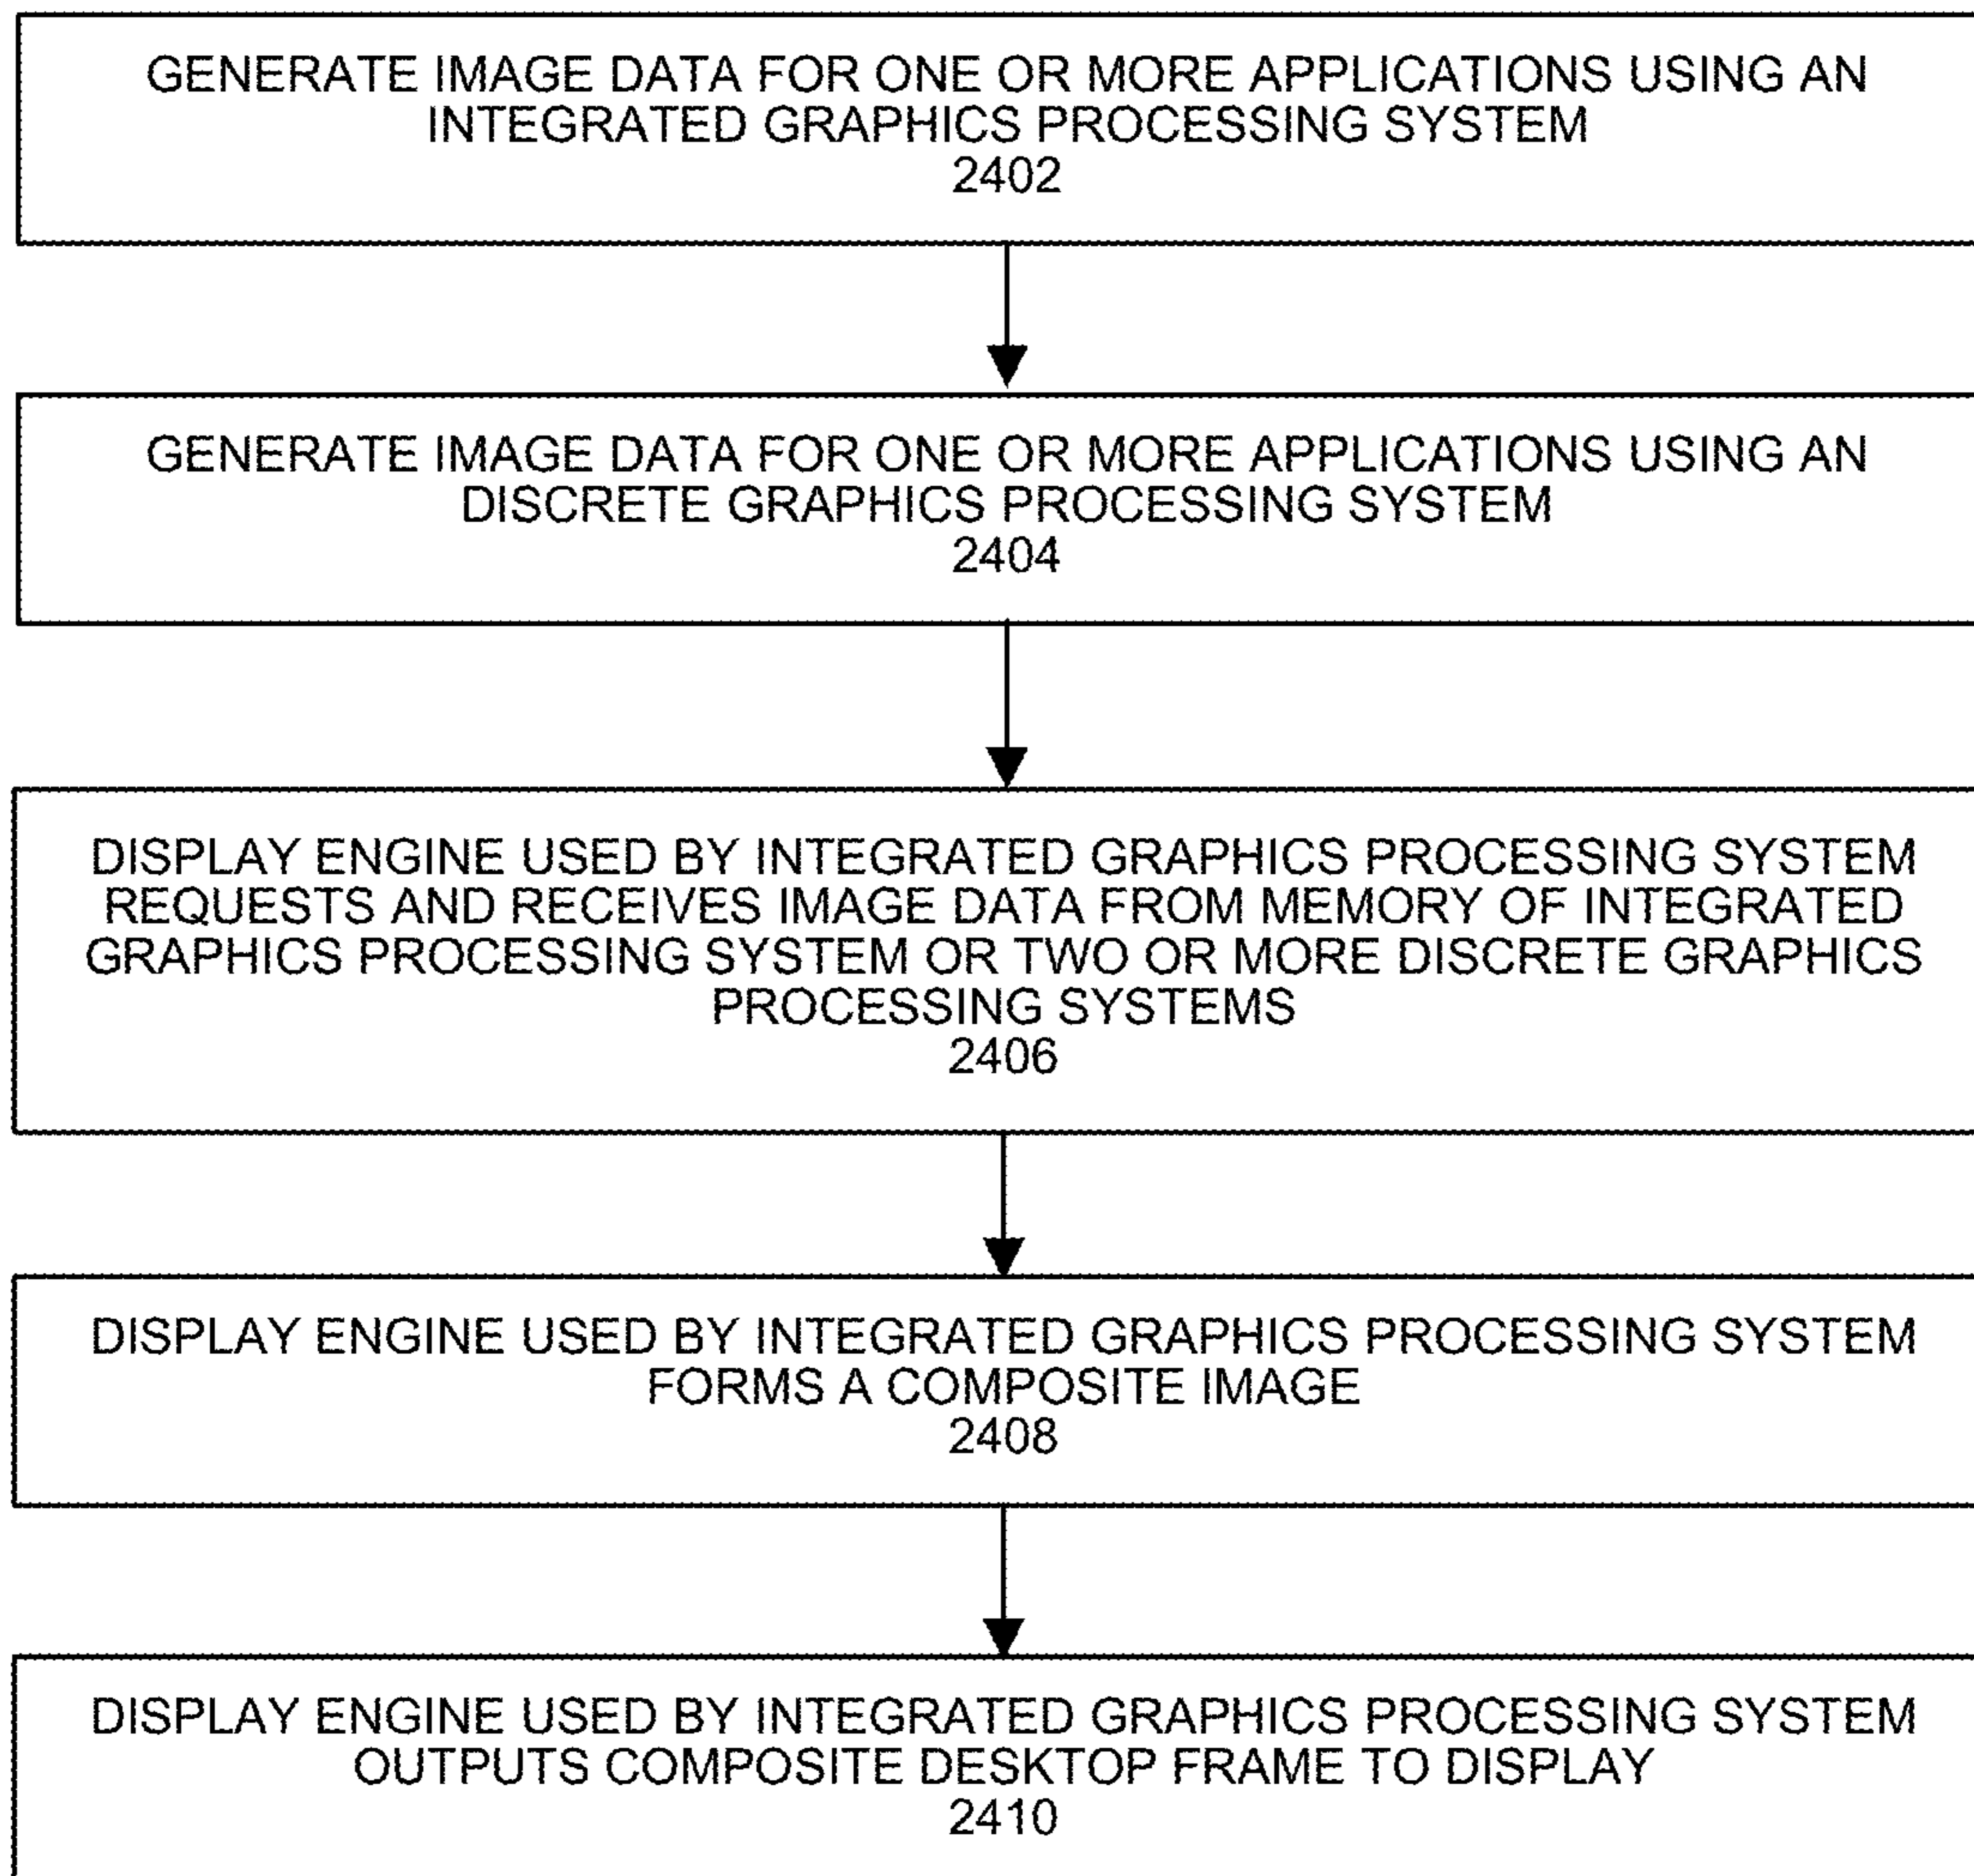 GENERATE IMAGE DATA FOR ONE OR MORE APPLICATIONS USING AN
INTEGRATED GRAPHICS PROCESSING SYSTEM
2402
GENERATE IMAGE DATA FOR ONE OR MORE APPLICATIONS USING AN
DISCRETE GRAPHICS PROCESSING SYSTEM
2404
DISPLAY ENGINE USED BY INTEGRATED GRAPHICS PROCESSING SYSTEM
REQUESTS AND RECEIVES IMAGE DATA FROM MEMORY OF INTEGRATED
GRAPHICS PROCESSING SYSTEM OR TWO OR MORE DISCRETE GRAPHICS
PROCESSING SYSTEMS
2406
DISPLAY ENGINE USED BY INTEGRATED GRAPHICS PROCESSING SYSTEM
FORMS A COMPOSITE IMAGE
2408
DISPLAY ENGINE USED BY INTEGRATED GRAPHICS PROCESSING SYSTEM
OUTPUTS COMPOSITE DESKTOP FRAME TO DISPLAY
2410